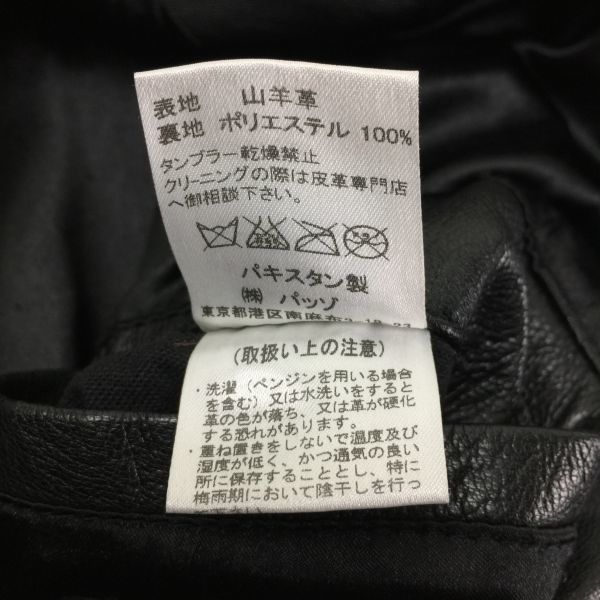 表地 山羊革
裏地 ポリエステル 100%
タンブラー乾燥禁止
クリーニングの際は皮革専門店
へ御相談下さい。
パキスタン製
㈱ パッゾ
東京都港区南麻布
(取扱い上の注意)
・洗濯(ベンジンを用いる場合
を含む)又は水洗いをすると
革の色が落ち、又は革が硬化
する恐れがあります。
・重ね置きをしないで温度及び
湿度が低く、かつ通気の良い
所に保存することとし、特に
梅雨期において陰干しを行っ